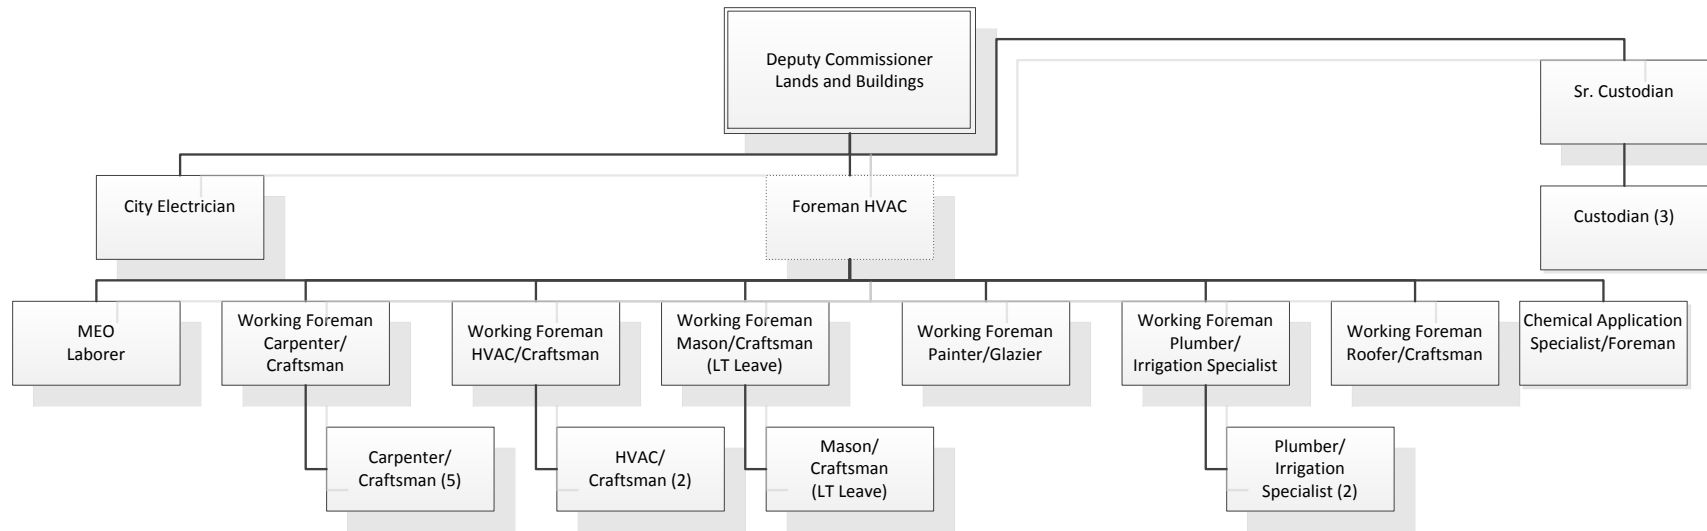 Deputy Commissioner
Lands and Buildings
Sr. Custodian
City Electrician
Foreman HVAC
Custodian (3)
MEO
Laborer
Working Foreman
Carpenter/
Craftsman
Working Foreman
HVAC/Craftsman
Working Foreman
Mason/Craftsman
(LT Leave)
Working Foreman
Painter/Glazier
Working Foreman
Plumber/
Irrigation Specialist
Working Foreman
Roofer/Craftsman
Chemical Application
Specialist/Foreman
Carpenter/
Craftsman (5)
HVAC/
Craftsman (2)
Mason/
Craftsman
(LT Leave)
Plumber/
Irrigation
Specialist (2)